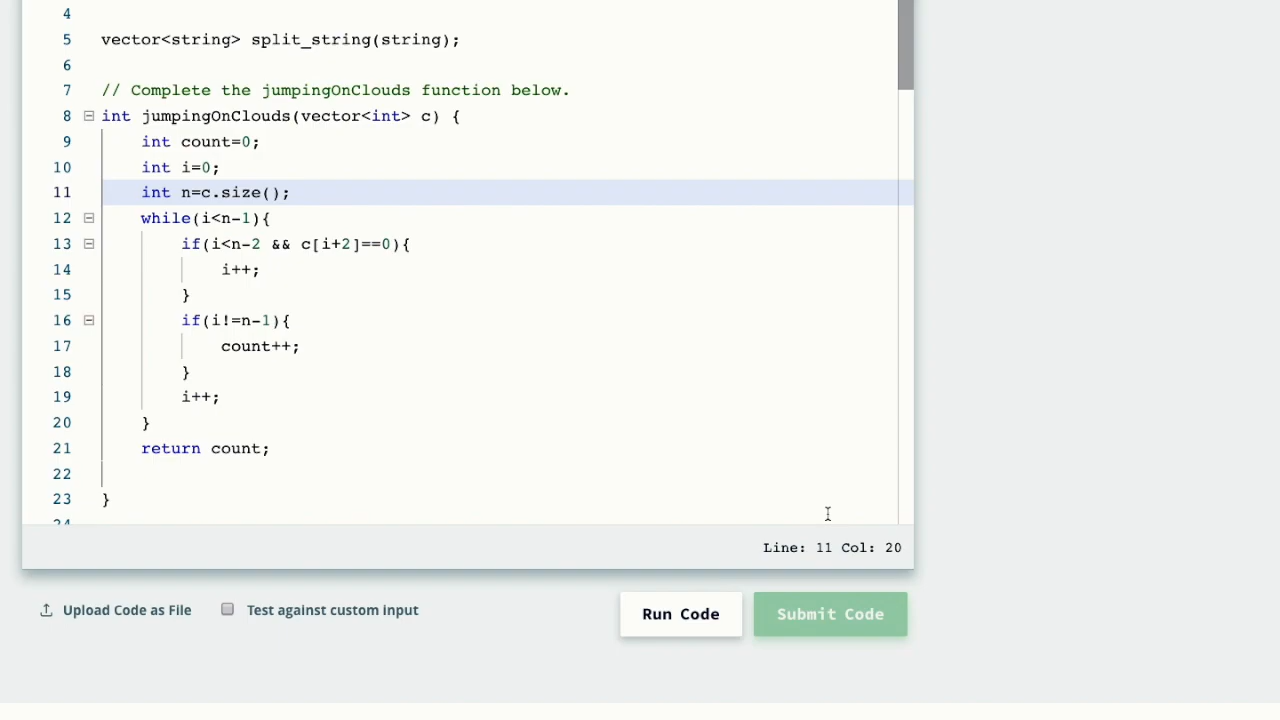 4
5 vector<string> split_string(string);
6
7 // Complete the jumpingOnClouds function below.
8 int jumpingOnClouds(vector<int> c) {
9 int count=0;
10 int i=0;
11 int n=c.size();
12 while(i<n-1){
13 if(i<n-2 && c[i+2]==0){
14 i++;
15 }
16 if(i!=n-1){
17 count++;
18 }
19 i++;
20 }
21 return count;
22
23 }
24
Line: 11 Col: 20
Upload Code as File Test against custom input Run Code Submit Code